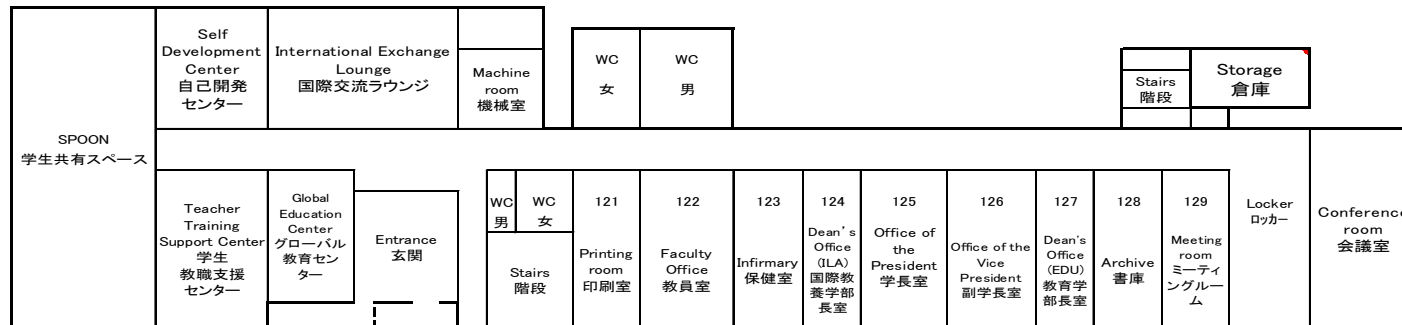 SPOON
学生共有スペース
Self
Development
Center
自己開発
センター
International Exchange
Lounge
国際交流ラウンジ
Machine
room
機械室
WC
女
WC
男
Stairs
階段
Storage
倉庫
Teacher
Training
Support Center
学生
教職支援
センター
Global
Education
Center
グローバル
教育セン
ター
Entrance
玄関
WC
男
WC
女
Stairs
階段
121
Printing
room
印刷室
122
Faculty
Office
教員室
123
Infirmary
保健室
124
Dean's
Office
(ILA)
国際教
養学部
長室
125
Office of
the
President
学長室
126
Office of the
Vice
President
副学長室
127
Dean's
Office
(EDU)
教育学
部長室
128
Archive
書庫
129
Meeting
room
ミーティ
ングルー
ム
Locker
ロッカー
Conference
room
会議室